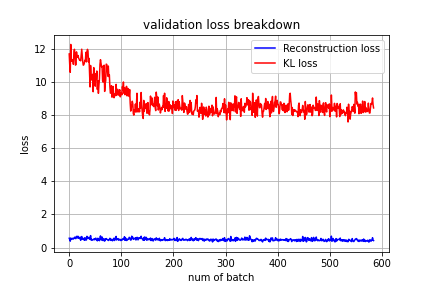 validation loss breakdown
Reconstruction loss
KL loss
loss
12
10
8
6
4
2
0
0 100 200 300 400 500 600
num of batch